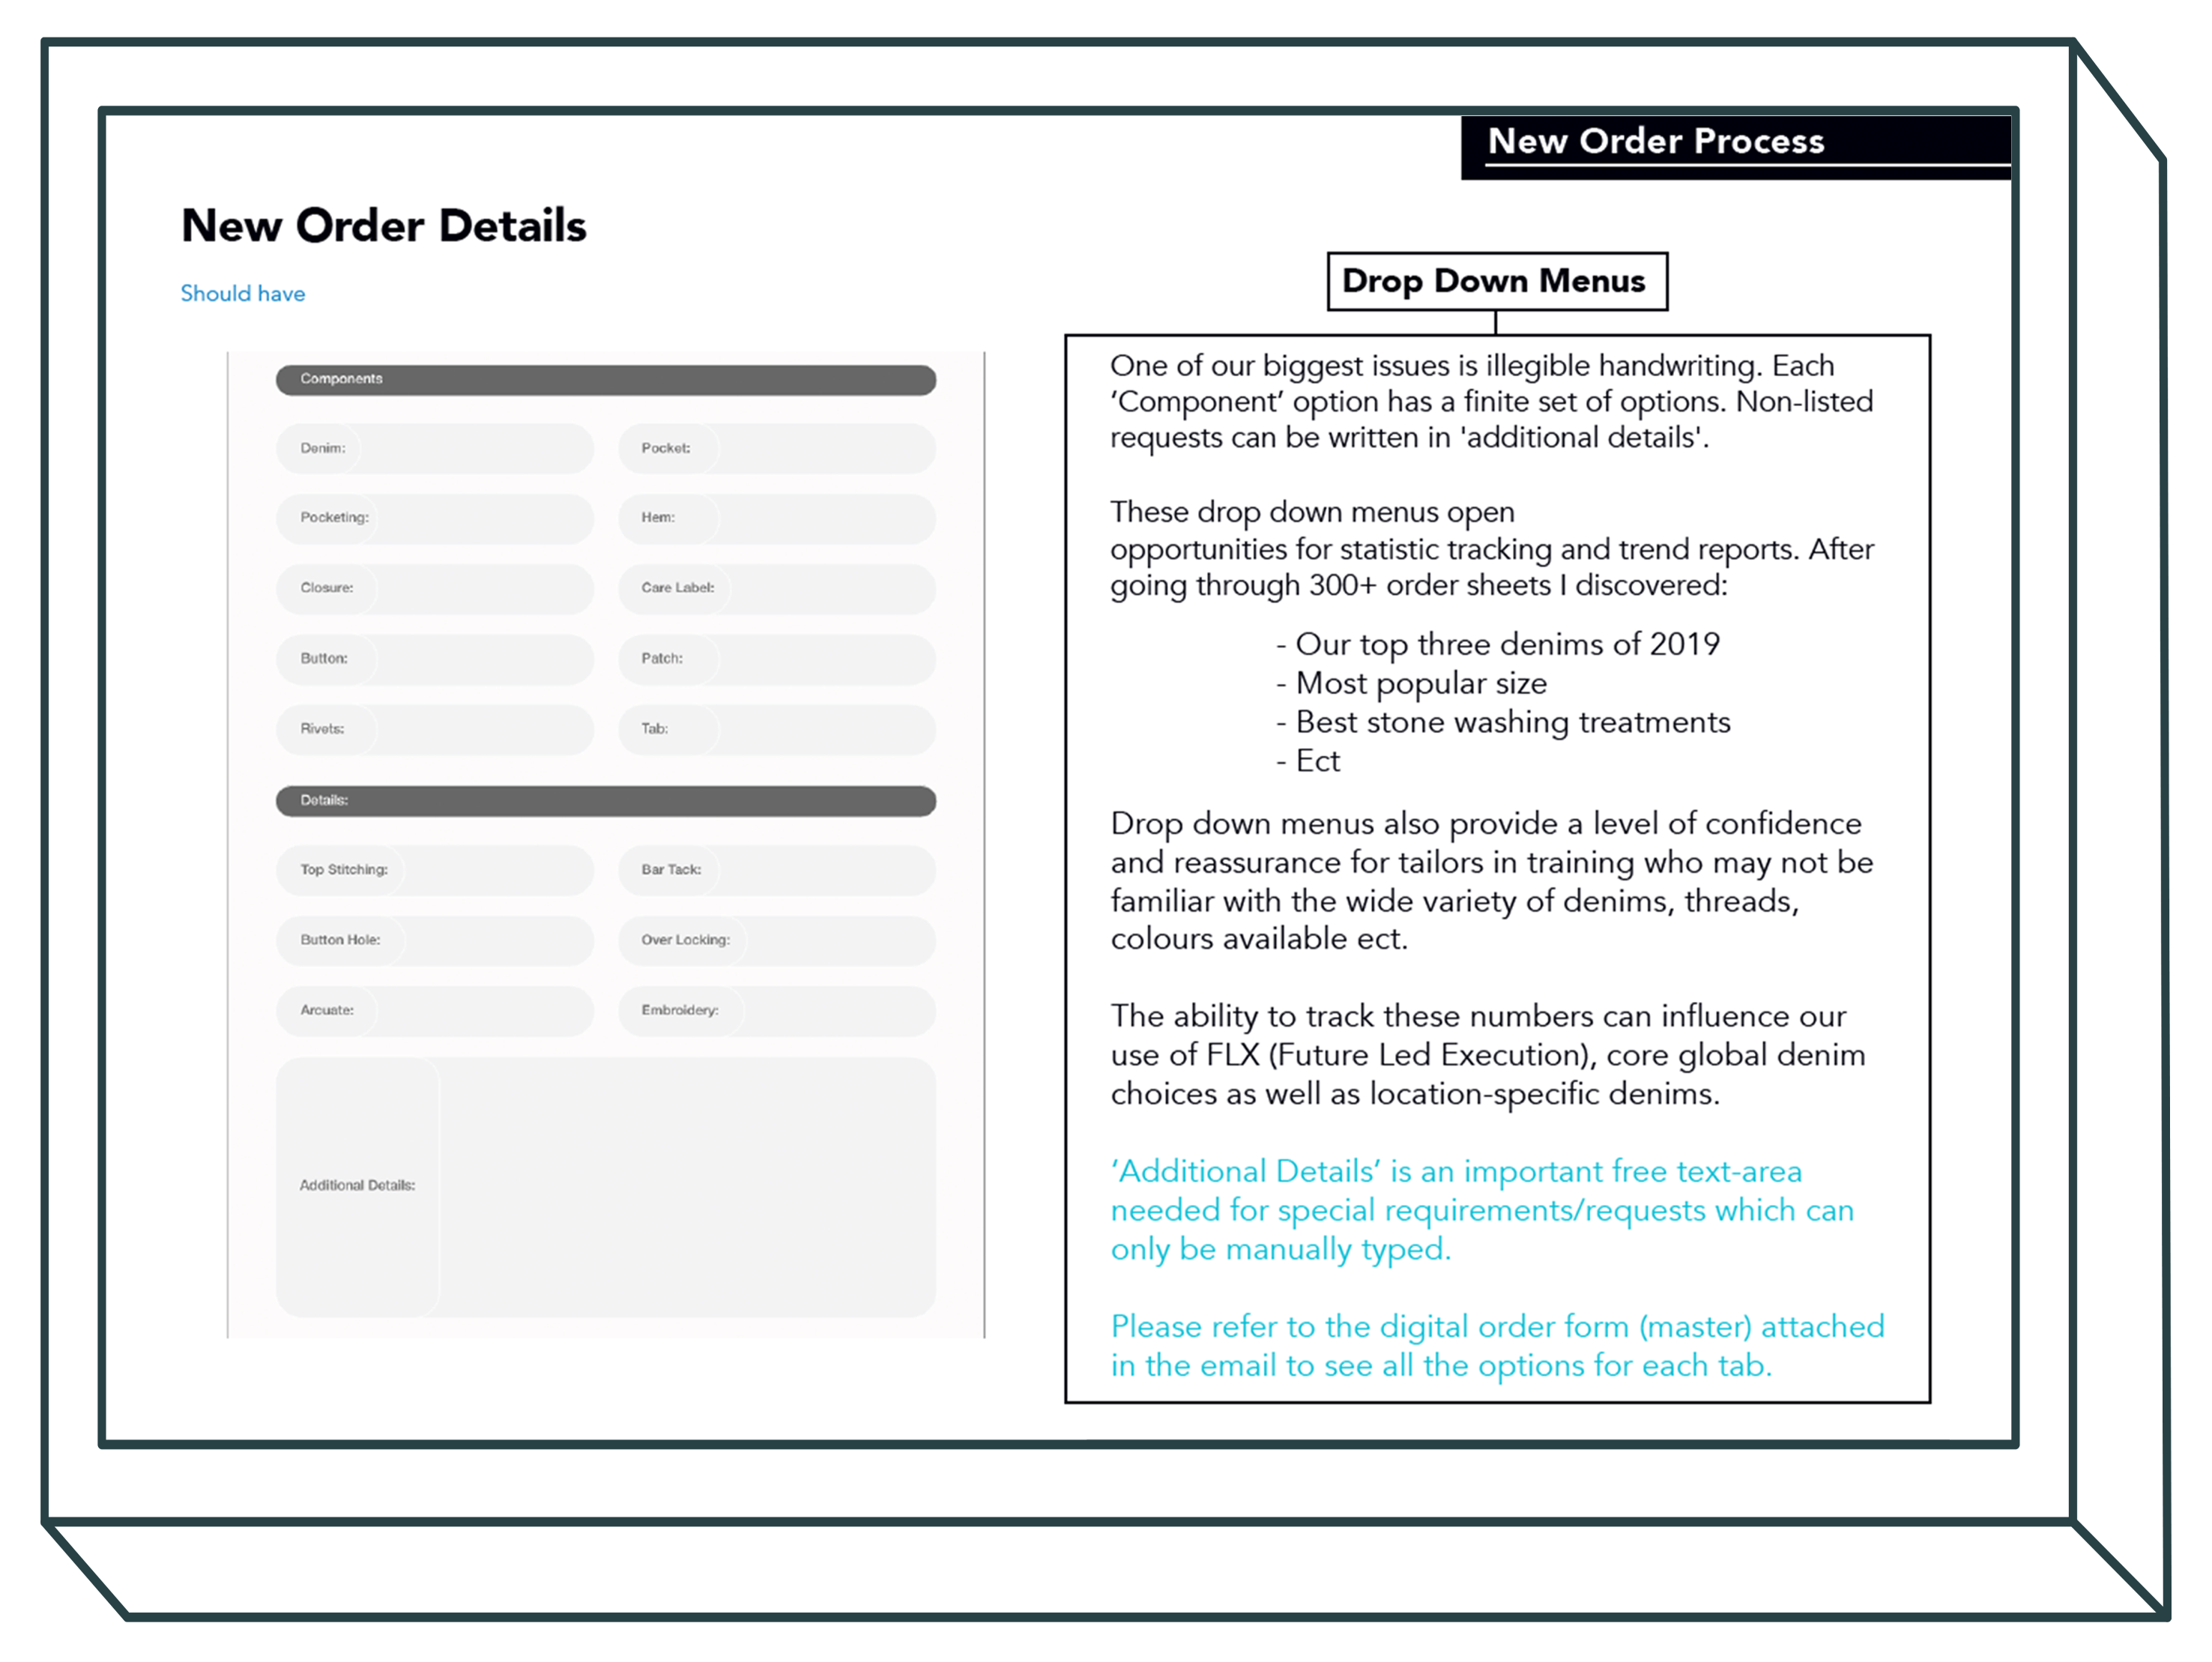 New Order Process
New Order Details
Should have
Components
Denim:
Pocket:
Pocketing:
Hem:
Closure:
Care Label:
Button:
Patch:
Rivets:
Tab:
Details:
Top Stitching:
Bar Tack:
Button Hole:
Over Locking:
Arcuate:
Embroidery:
Additional Details:
Drop Down Menus
One of our biggest issues is illegible handwriting. Each
‘Component’ option has a finite set of options. Non-listed
requests can be written in 'additional details'.
These drop down menus open
opportunities for statistic tracking and trend reports. After
going through 300+ order sheets I discovered:
- Our top three denims of 2019
- Most popular size
- Best stone washing treatments
- Ect
Drop down menus also provide a level of confidence
and reassurance for tailors in training who may not be
familiar with the wide variety of denims, threads,
colours available ect.
The ability to track these numbers can influence our
use of FLX (Future Led Execution), core global denim
choices as well as location-specific denims.
‘Additional Details’ is an important free text-area
needed for special requirements/requests which can
only be manually typed.
Please refer to the digital order form (master) attached
in the email to see all the options for each tab.